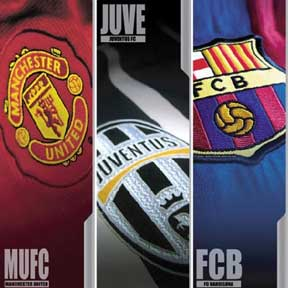 MANCHESTER
UNITED
MUFC
MANCHESTER UNITED
JUVE
JUVENTUS FC
JUVENTUS
FCB
FCB
FC BARCELONA